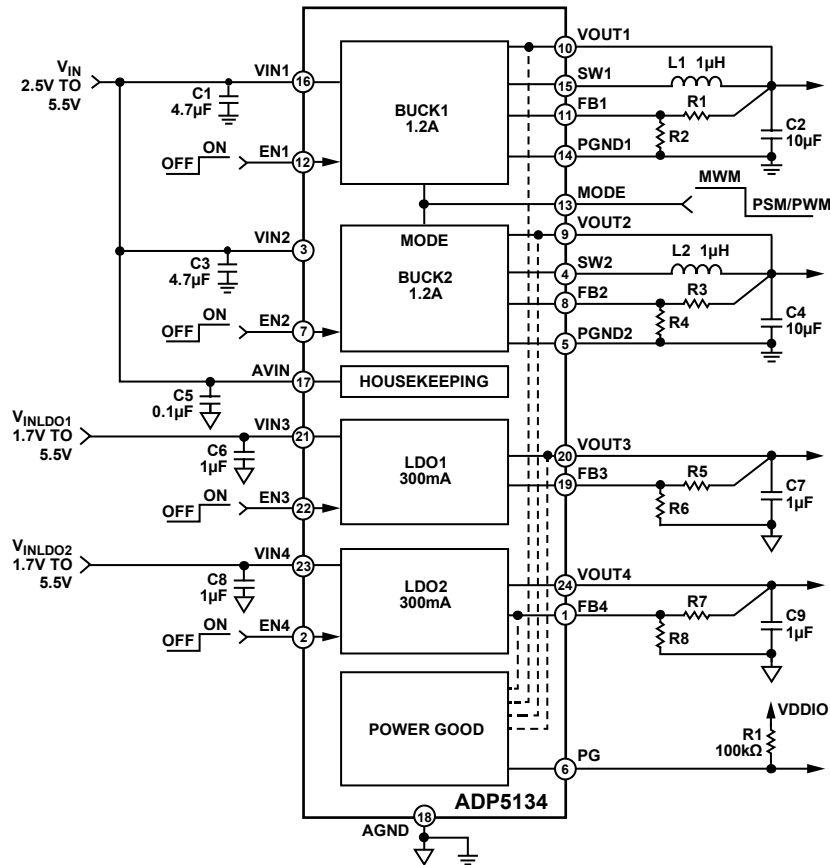 VIN
2.5V TO
5.5V
C1
4.7µF
VIN1
16
OFF
ON
EN1
12
BUCK1
1.2A
10
VOUT1
15
SW1
L1 1µH
11
FB1
R1
R2
14
PGND1
C2
10µF
13
MODE
MWM
PSM/PWM
C3
4.7µF
VIN2
3
OFF
ON
EN2
7
MODE
BUCK2
1.2A
9
VOUT2
4
SW2
L2 1µH
8
FB2
R3
R4
5
PGND2
C4
10µF
AVIN
17
C5
0.1µF
HOUSEKEEPING
VINLDO1
1.7V TO
5.5V
C6
1µF
VIN3
21
OFF
ON
EN3
22
LDO1
300mA
20
VOUT3
19
FB3
R5
R6
C7
1µF
VINLDO2
1.7V TO
5.5V
C8
1µF
VIN4
23
OFF
ON
EN4
2
LDO2
300mA
24
VOUT4
1
FB4
R7
R8
C9
1µF
POWER GOOD
6
PG
VDDIO
R1
100kΩ
ADP5134
18
AGND